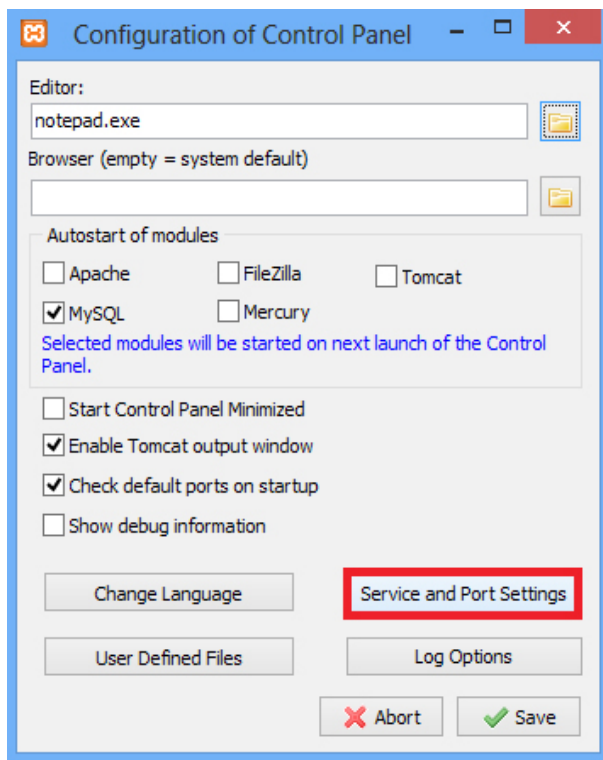 Configuration of Control Panel
Editor:
notepad.exe
Browser (empty = system default)
Autostart of modules
Apache FileZilla Tomcat
MySQL Mercury
Selected modules will be started on next launch of the Control
Panel.
Start Control Panel Minimized
Enable Tomcat output window
Check default ports on startup
Show debug information
Change Language Service and Port Settings
User Defined Files Log Options
Abort Save